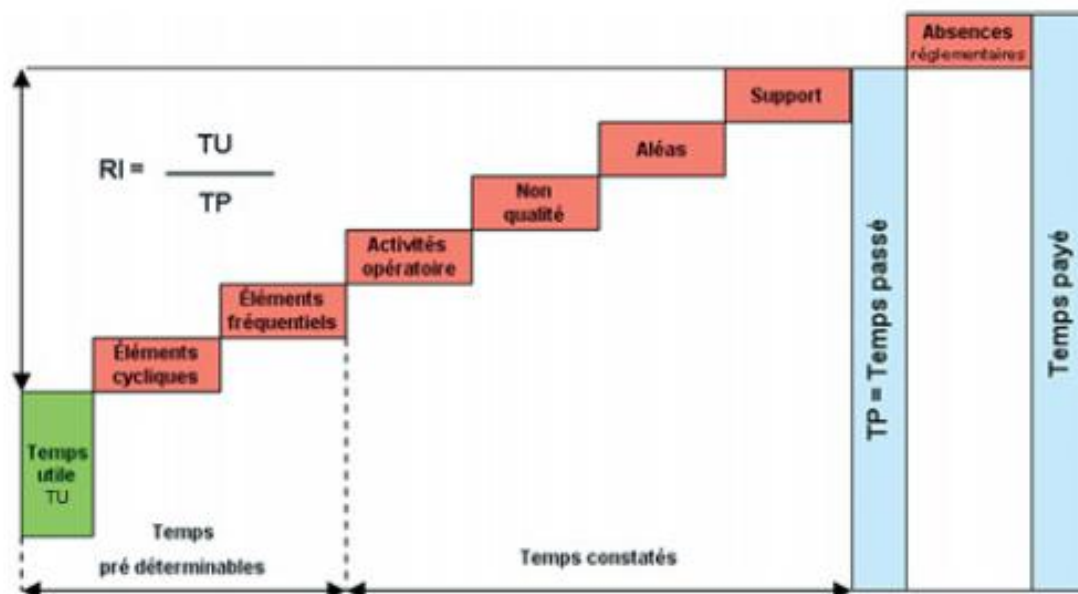 Absences
réglementaires
Support
Aléas
Non
qualité
Activités
opératoire
Éléments
fréquentiels
Éléments
cycliques
Temps
utile
TU
RI = TU
TP
Temps
pré déterminables
Temps constatés
TP = Temps passé
Temps payé